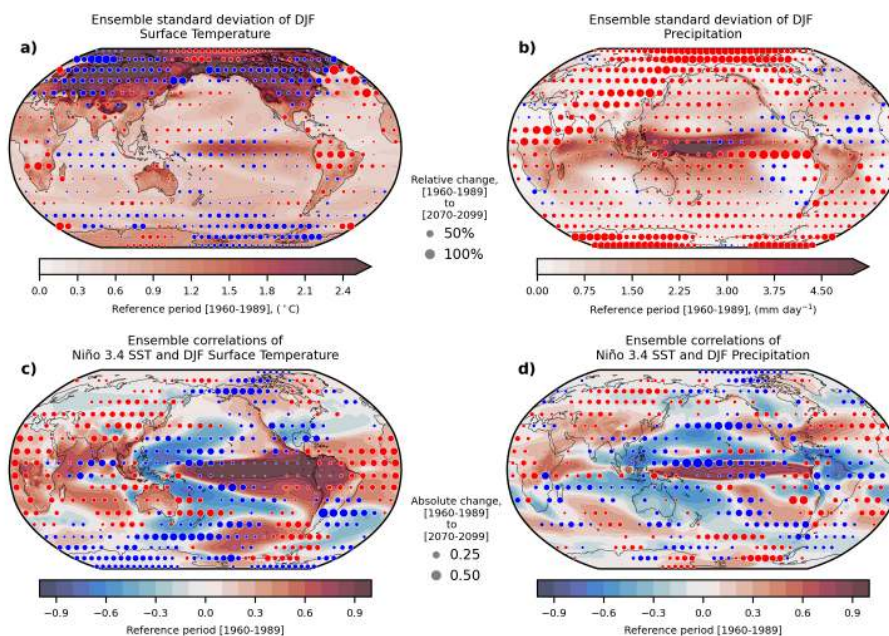 Ensemble standard deviation of DJF
Surface Temperature
a)
Ensemble standard deviation of DJF
Precipitation
b)
Relative change,
[1960-1989]
to
[2070-2099]
50%
100%
0.0 0.3 0.6 0.9 1.2 1.5 1.8 2.1 2.4
Reference period [1960-1989], (°C)
0.00 0.75 1.50 2.25 3.00 3.75 4.50
Reference period [1960-1989], (mm day⁻¹)
Ensemble correlations of
Niño 3.4 SST and DJF Surface Temperature
c)
Ensemble correlations of
Niño 3.4 SST and DJF Precipitation
d)
Absolute change,
[1960-1989]
to
[2070-2099]
0.25
0.50
−0.9 −0.6 −0.3 0.0 0.3 0.6 0.9
Reference period [1960-1989]
−0.9 −0.6 −0.3 0.0 0.3 0.6 0.9
Reference period [1960-1989]